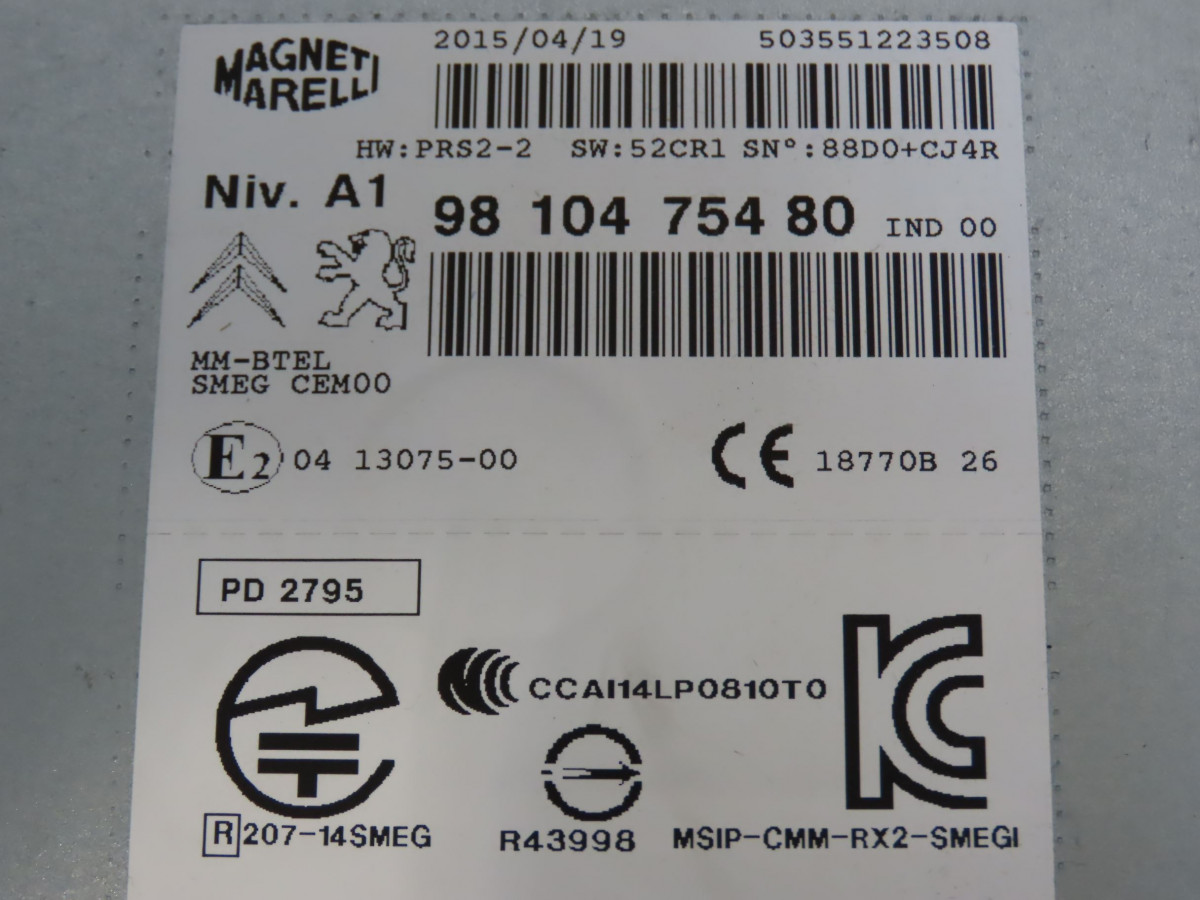 MAGNETI
MARELLI
2015/04/19 503551223508
HW:PRS2-2 SW:52CR1 SN°:88D0+CJ4R
Niv. A1
98 104 754 80 IND 00
MM-BTEL
SMEG CEM00
E2 04 13075-00
CE 18770B 26
PD 2795
CCAI14LP0810T0
KC
R 207-14SMEG
R43998
MSIP-CMM-RX2-SMEGI